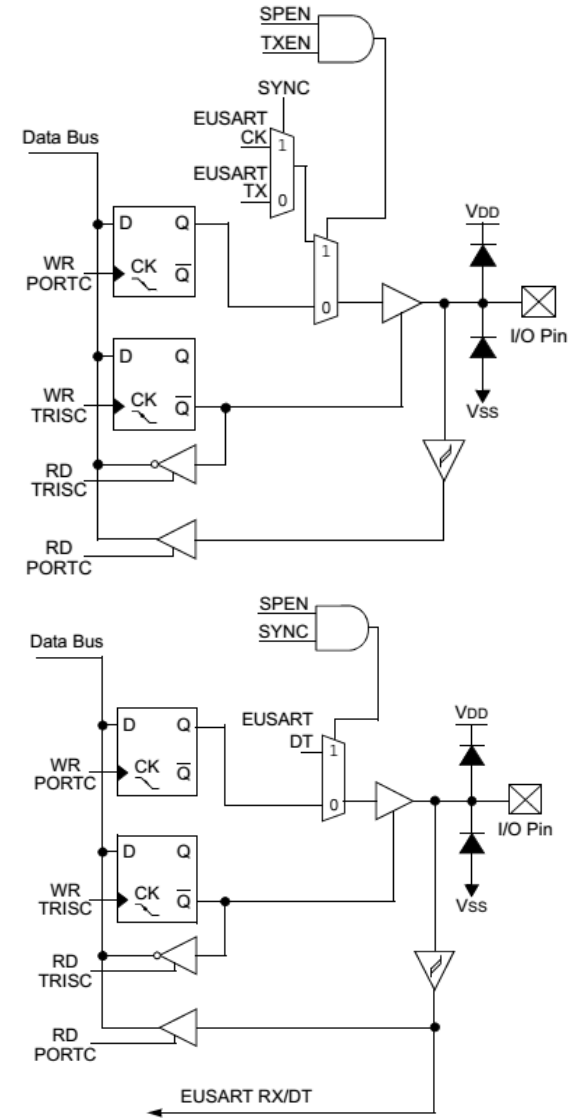 SPEN
TXEN
SYNC
EUSART
CK
1
EUSART
TX
0
Data Bus
D Q
WR
PORTC
CK
Q
1
0
VDD
I/O Pin
VSS
D Q
WR
TRISC
CK
Q
RD
TRISC
RD
PORTC
SPEN
SYNC
Data Bus
EUSART
DT
1
0
D Q
WR
PORTC
CK
Q
VDD
I/O Pin
VSS
D Q
WR
TRISC
CK
Q
RD
TRISC
RD
PORTC
EUSART RX/DT